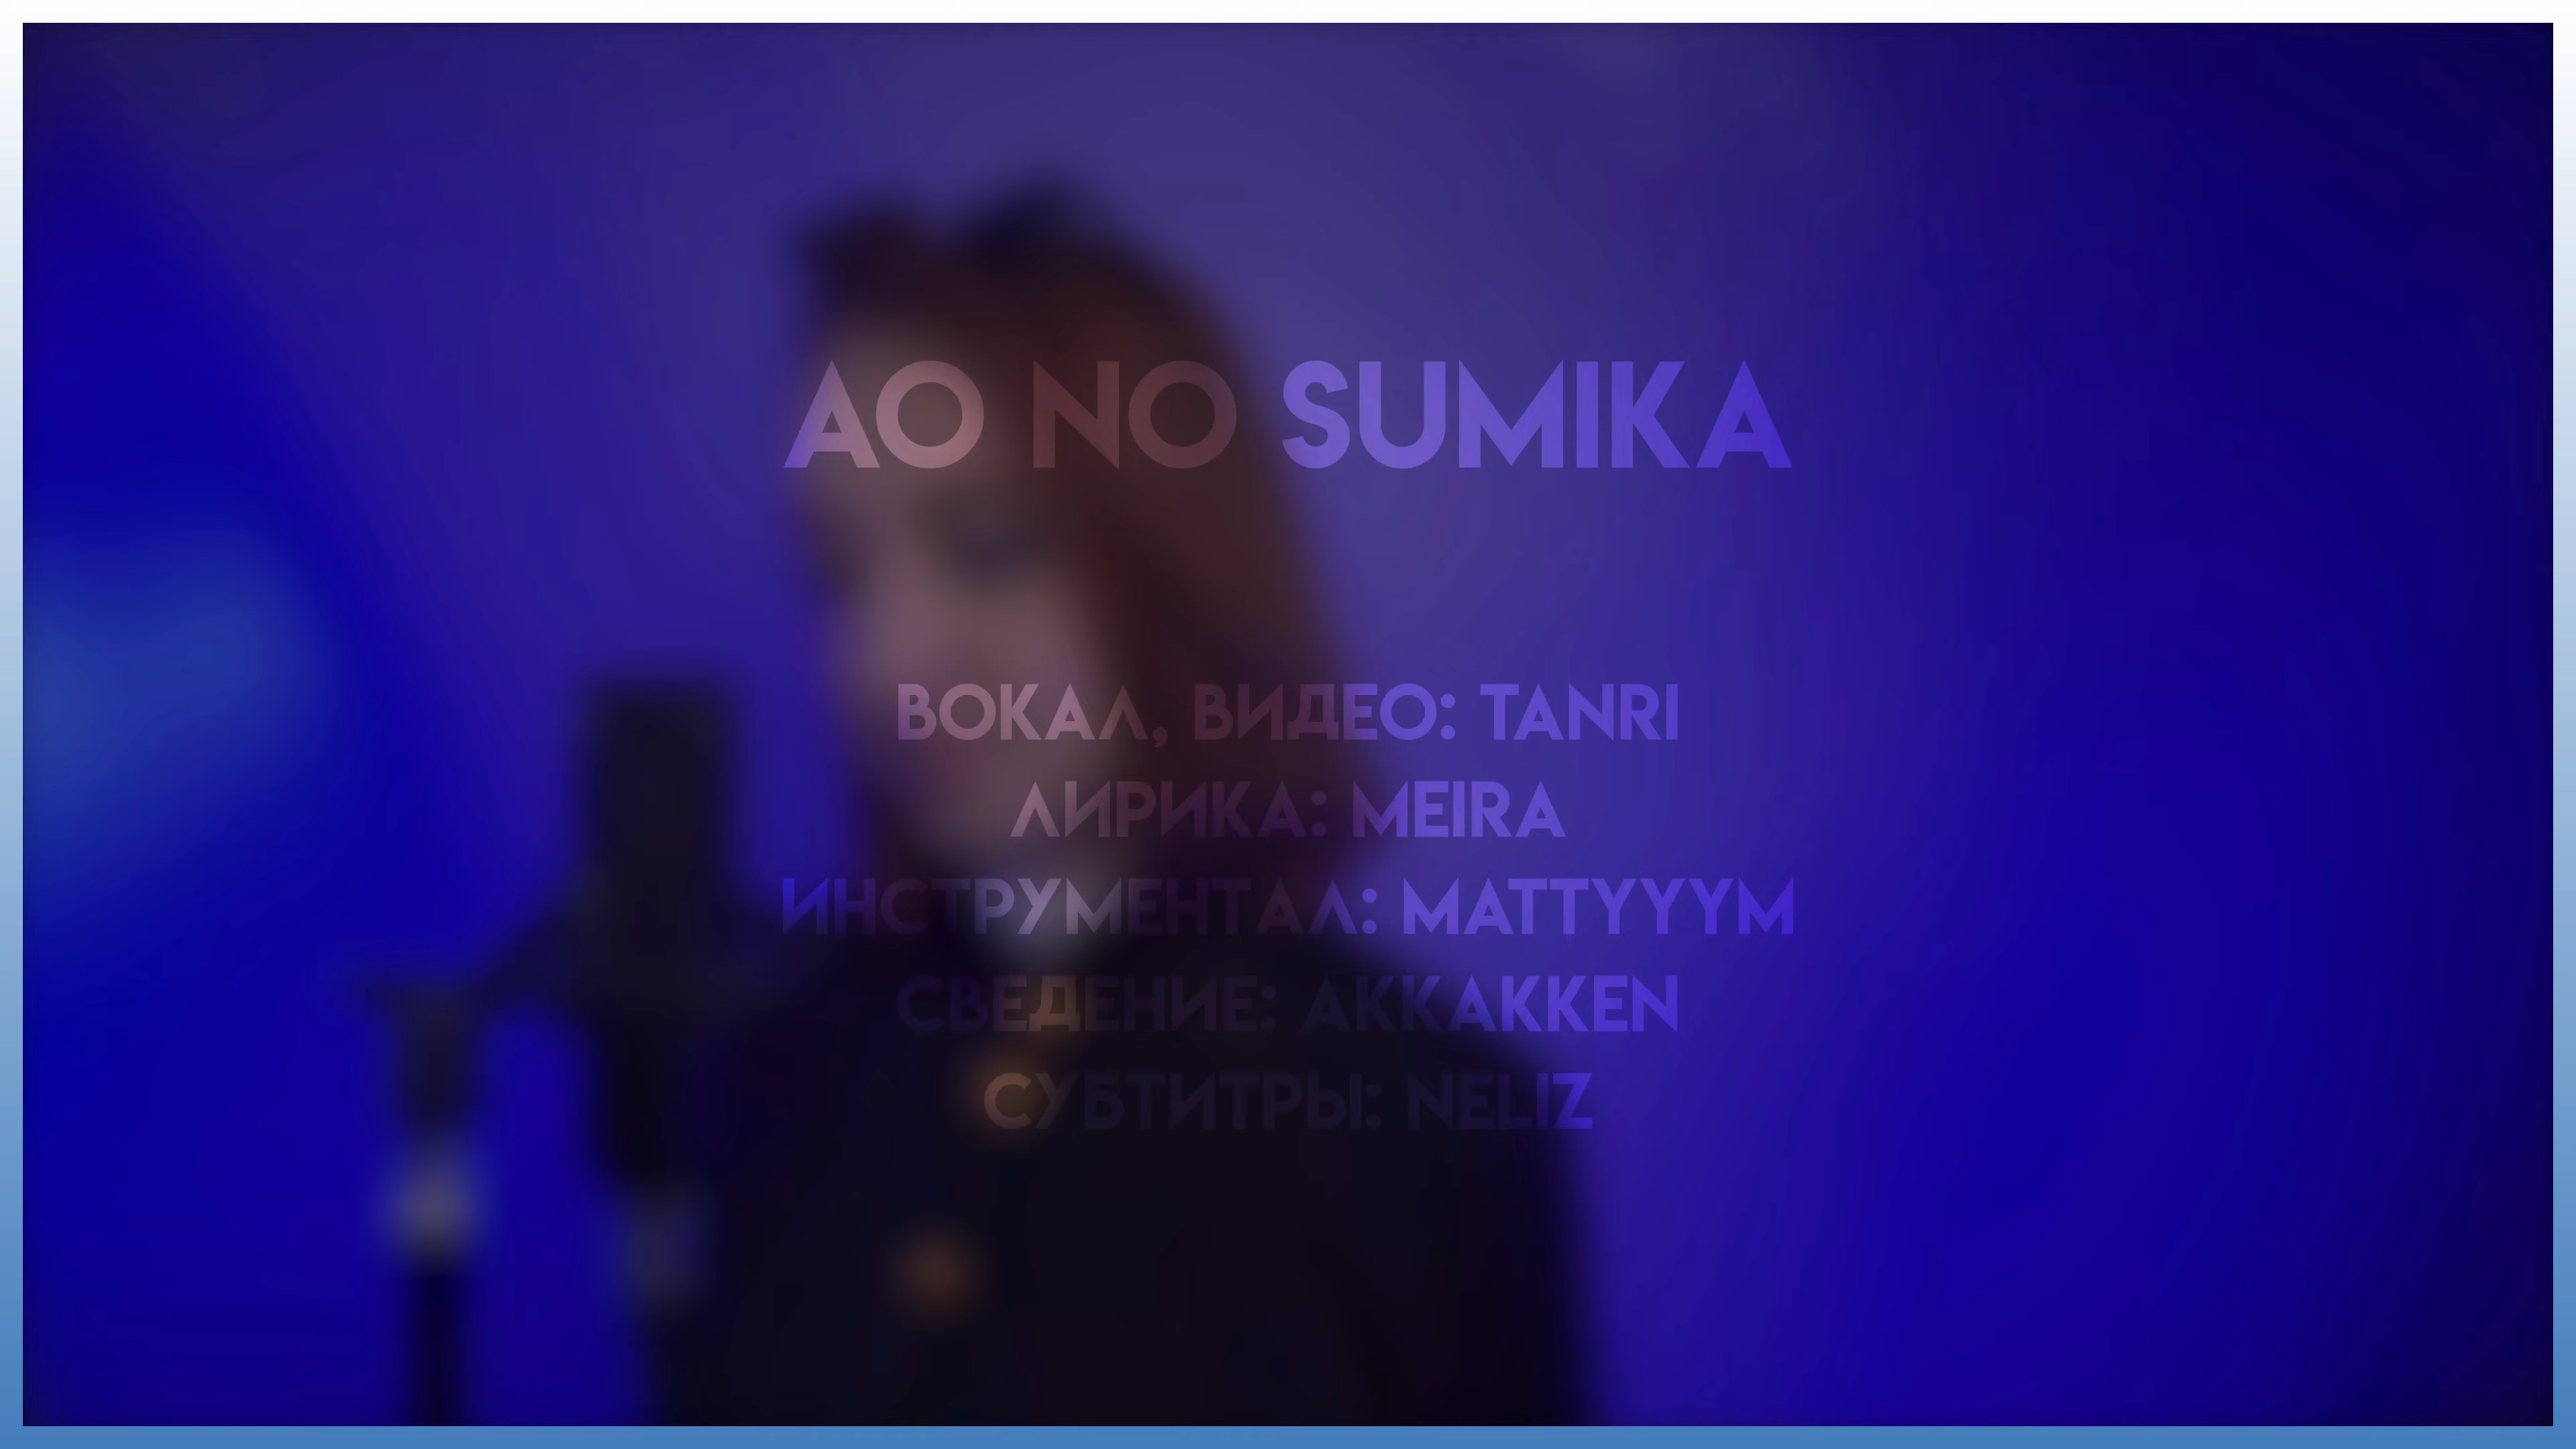 AO NO SUMIKA
ВОКАЛ, ВИДЕО: TANRI
ЛИРИКА: MEIRA
ИНСТРУМЕНТАЛ: MATTYYYM
СВЕДЕНИЕ: AKKAKKEN
СУБТИТРЫ: NELIZ